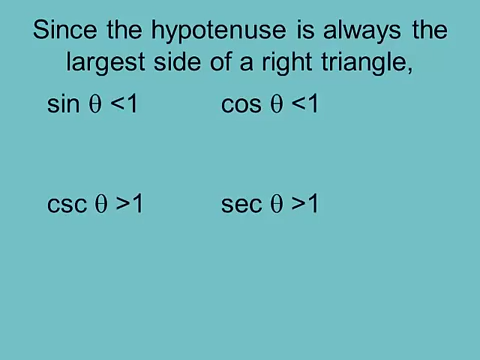 Since the hypotenuse is always the
largest side of a right triangle,
sin θ <1 cos θ <1
csc θ >1 sec θ >1